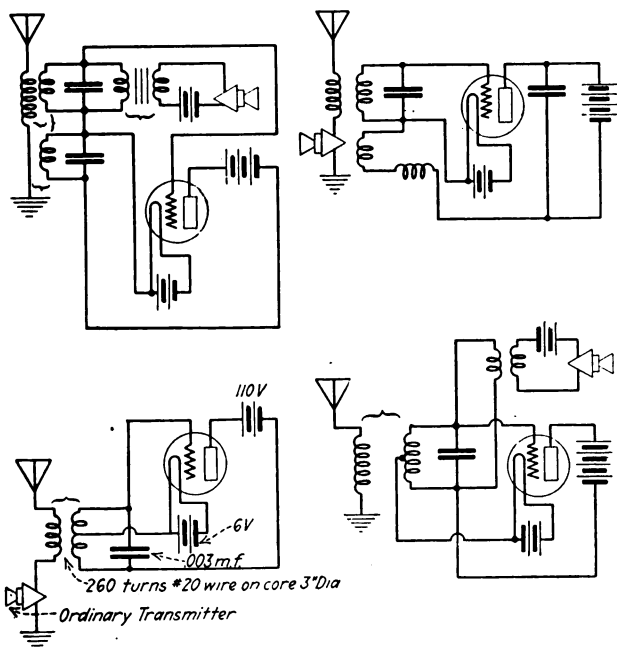 110V
6V
.003 m.f.
260 turns #20 wire on core 3"Dia
Ordinary Transmitter